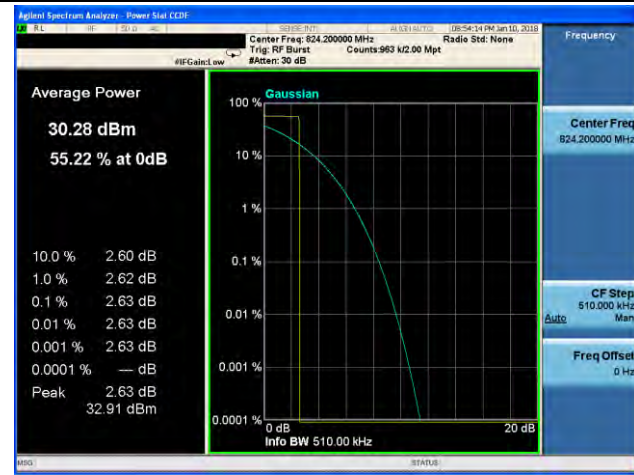 Agilent Spectrum Analyzer - Power Stat CCDF
RL RF 50 Ω AC SENSE:INT ALIGN AUTO 08:54:14 PM Jan 10, 2018
Center Freq: 824.200000 MHz Radio Std: None
Trig: RF Burst Counts:963 k/2.00 Mpt
#IFGain:Low #Atten: 30 dB
Frequency
Average Power
30.28 dBm
55.22 % at 0dB
10.0 % 2.60 dB
1.0 % 2.62 dB
0.1 % 2.63 dB
0.01 % 2.63 dB
0.001 % 2.63 dB
0.0001 % --- dB
Peak 2.63 dB
32.91 dBm
Gaussian
100 %
10 %
1 %
0.1 %
0.01 %
0.001 %
0.0001 %
0 dB 20 dB
Info BW 510.00 kHz
Center Freq
824.200000 MHz
CF Step
510.000 kHz
Auto Man
Freq Offset
0 Hz
MSG STATUS